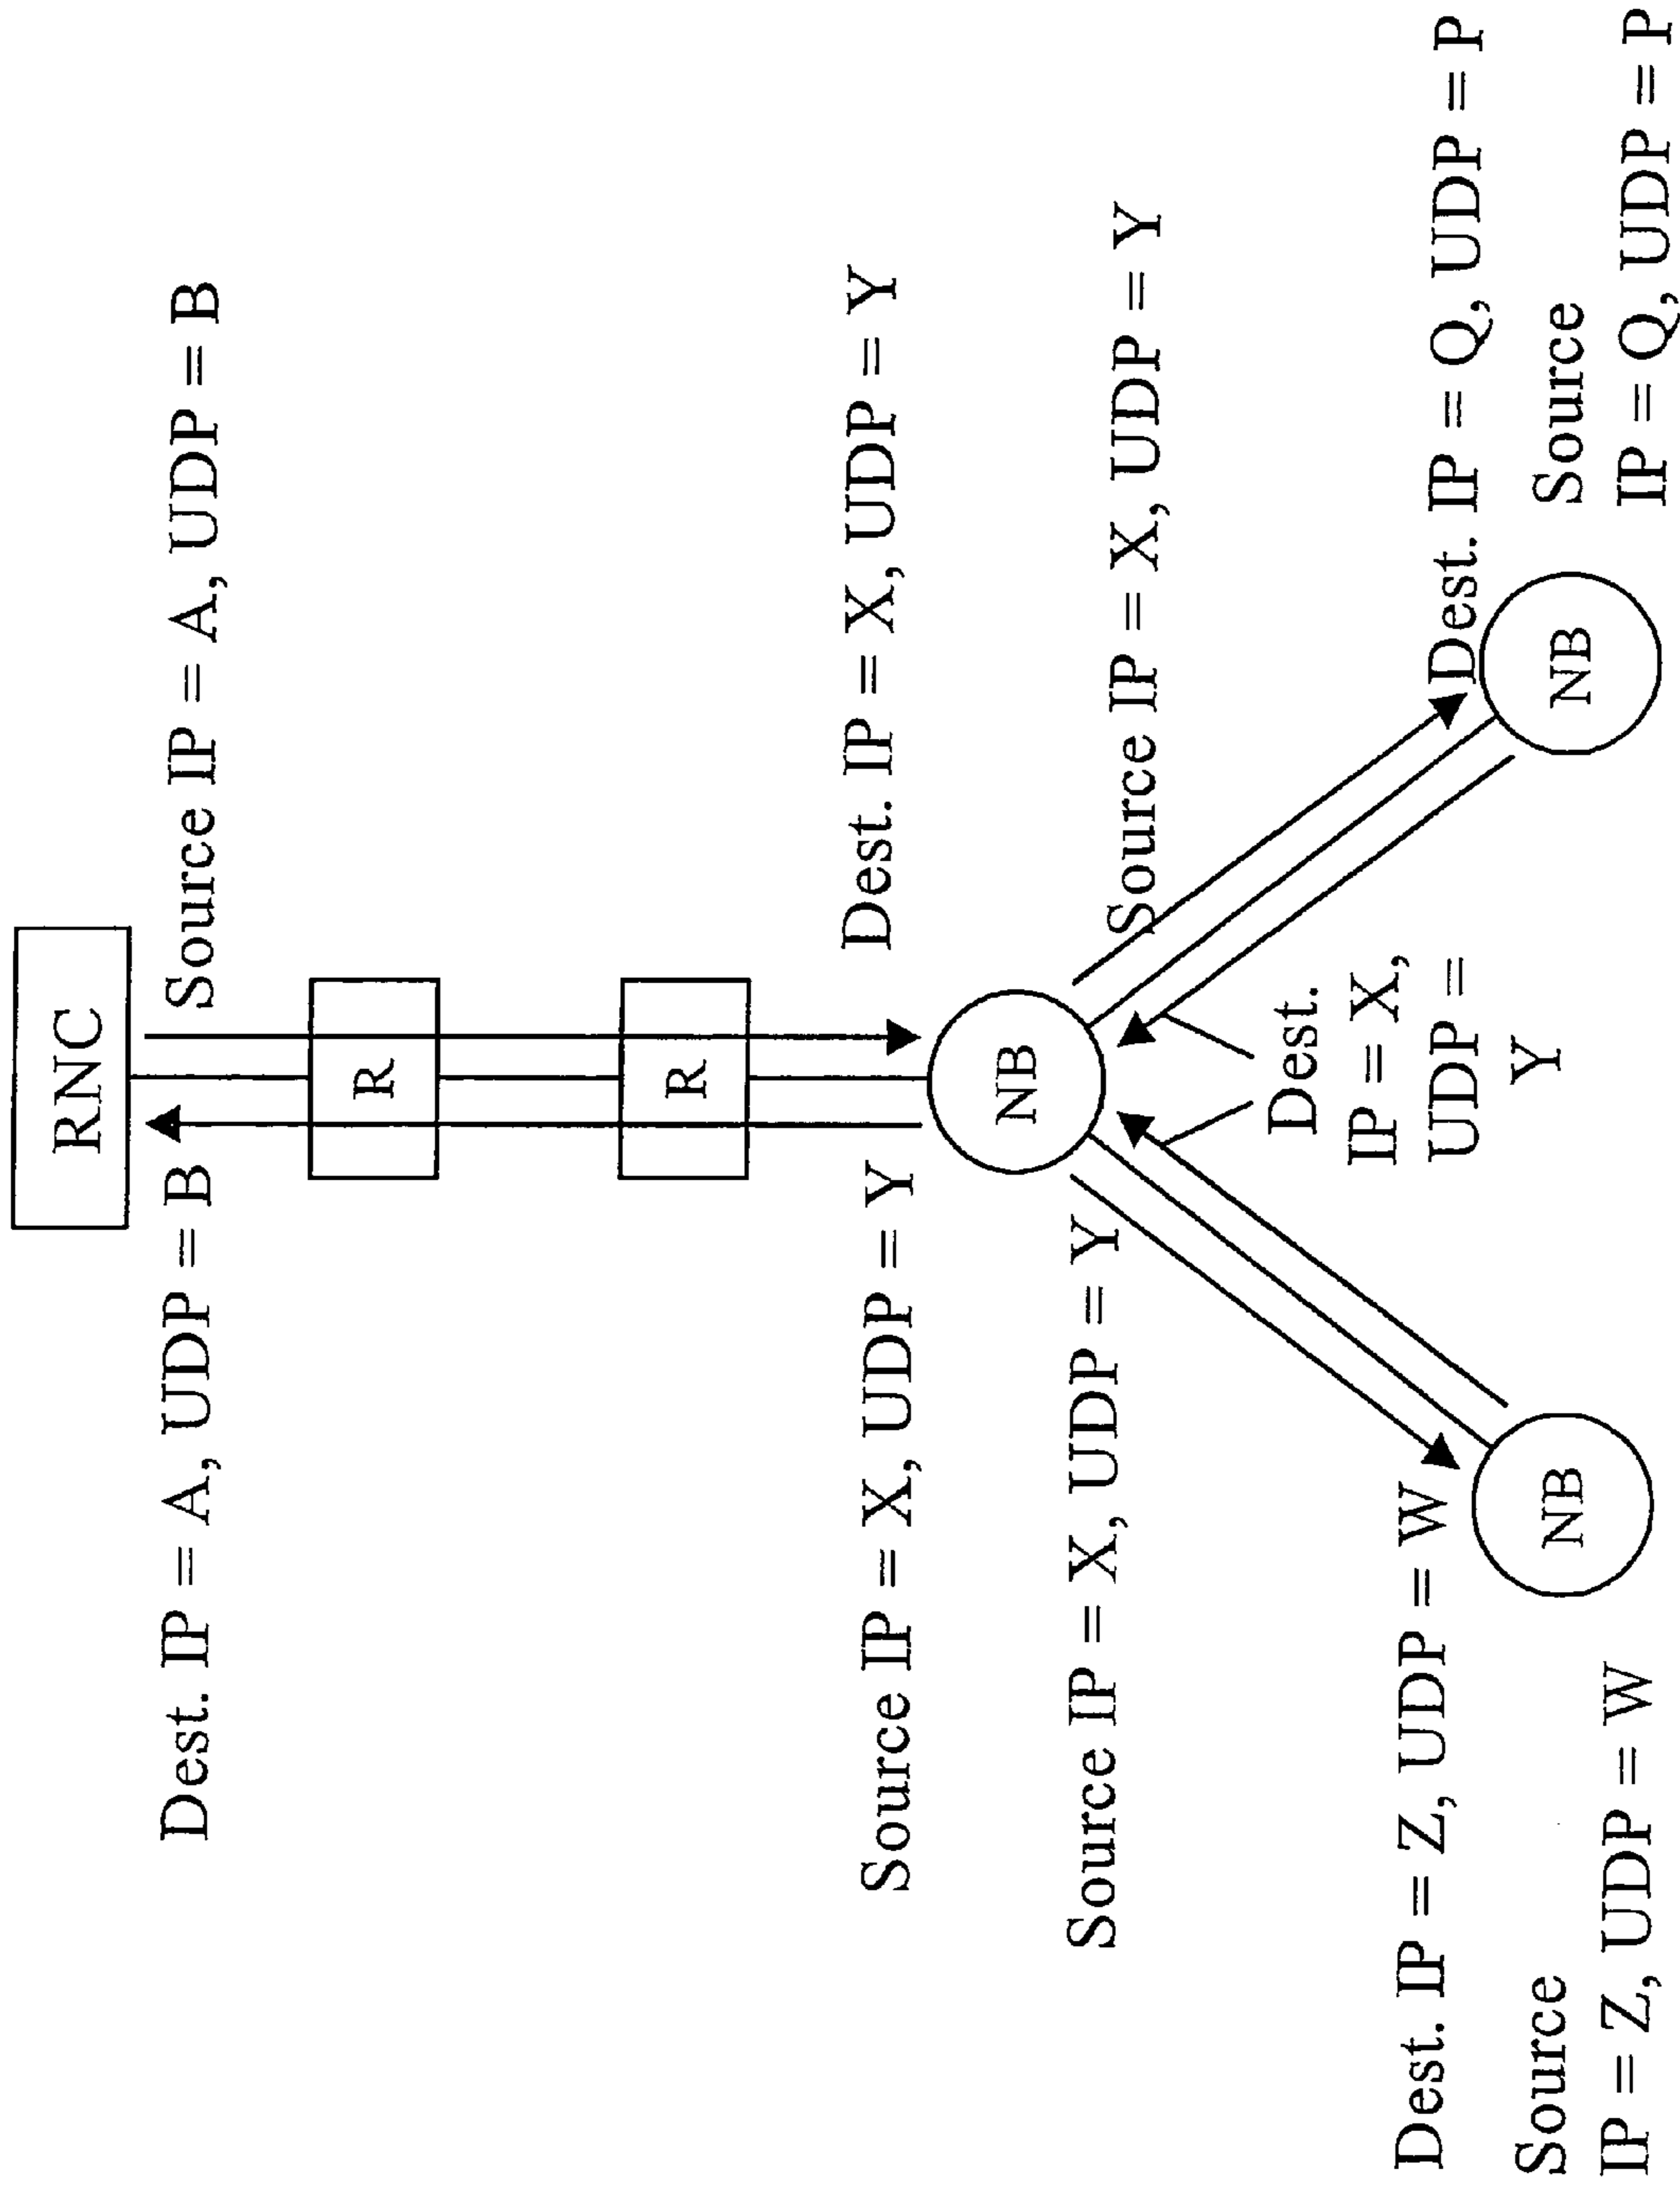 RNC
Dest. IP = A, UDP = B
Source IP = A, UDP = B
R
R
Source IP = X, UDP = Y
Dest. IP = X, UDP = Y
NB
Source IP = X, UDP = Y
Source IP = X, UDP = Y
Dest.
IP = X,
UDP =
Y
Dest. IP = Z, UDP = W
Dest. IP = Q, UDP = P
NB
NB
Source
IP = Z, UDP = W
Source
IP = Q, UDP = P